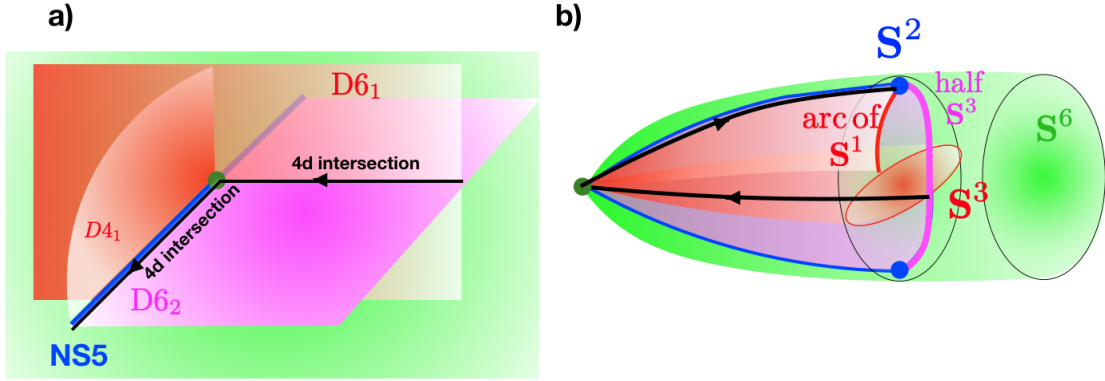 a)
D6₁
4d intersection
D4₁
4d intersection
D6₂
NS5
b)
S²
half
S³
arc of
S¹
S⁶
S³